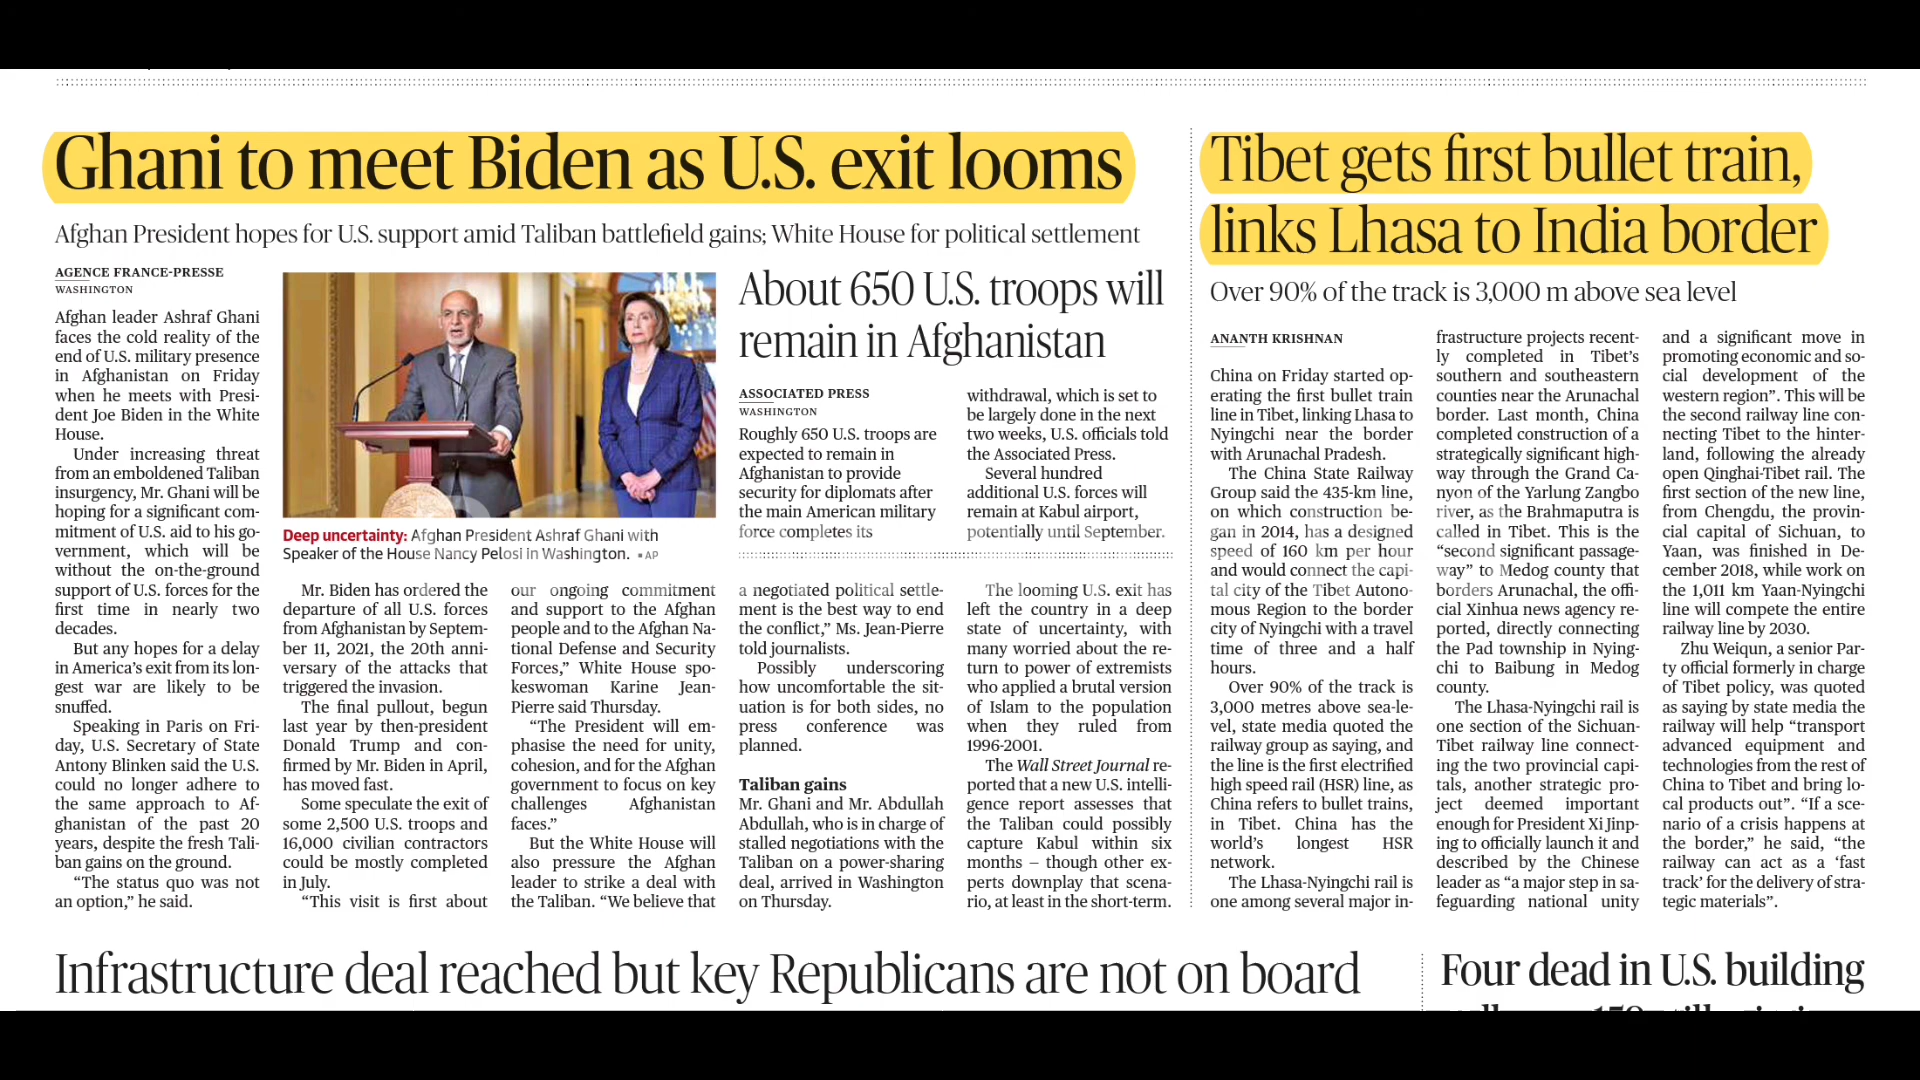 Ghani to meet Biden as U.S. exit looms
Afghan President hopes for U.S. support amid Taliban battlefield gains; White House for political settlement
AGENCE FRANCE-PRESSE
WASHINGTON
Afghan leader Ashraf Ghani
faces the cold reality of the
end of U.S. military presence
in Afghanistan on Friday
when he meets with Presi-
dent Joe Biden in the White
House.
Under increasing threat
from an emboldened Taliban
insurgency, Mr. Ghani will be
hoping for a significant com-
mitment of U.S. aid to his go-
vernment, which will be
without the on-the-ground
support of U.S. forces for the
first time in nearly two
decades.
But any hopes for a delay
in America's exit from its lon-
gest war are likely to be
snuffed.
Speaking in Paris on Fri-
day, U.S. Secretary of State
Antony Blinken said the U.S.
could no longer adhere to
the same approach to Af-
ghanistan of the past 20
years, despite the fresh Tali-
ban gains on the ground.
"The status quo was not
an option," he said.
Deep uncertainty: Afghan President Ashraf Ghani with
Speaker of the House Nancy Pelosi in Washington. ▪ AP
Mr. Biden has ordered the
departure of all U.S. forces
from Afghanistan by Septem-
ber 11, 2021, the 20th anni-
versary of the attacks that
triggered the invasion.
The final pullout, begun
last year by then-president
Donald Trump and con-
firmed by Mr. Biden in April,
has moved fast.
Some speculate the exit of
some 2,500 U.S. troops and
16,000 civilian contractors
could be mostly completed
in July.
"This visit is first about
our ongoing commitment
and support to the Afghan
people and to the Afghan Na-
tional Defense and Security
Forces," White House spo-
keswoman Karine Jean-
Pierre said Thursday.
"The President will em-
phasise the need for unity,
cohesion, and for the Afghan
government to focus on key
challenges Afghanistan
faces."
But the White House will
also pressure the Afghan
leader to strike a deal with
the Taliban. "We believe that
a negotiated political settle-
ment is the best way to end
the conflict," Ms. Jean-Pierre
told journalists.
Possibly underscoring
how uncomfortable the sit-
uation is for both sides, no
press conference was
planned.
Taliban gains
Mr. Ghani and Mr. Abdullah
Abdullah, who is in charge of
stalled negotiations with the
Taliban on a power-sharing
deal, arrived in Washington
on Thursday.
The looming U.S. exit has
left the country in a deep
state of uncertainty, with
many worried about the re-
turn to power of extremists
who applied a brutal version
of Islam to the population
when they ruled from
1996-2001.
The Wall Street Journal re-
ported that a new U.S. intelli-
gence report assesses that
the Taliban could possibly
capture Kabul within six
months – though other ex-
perts downplay that scena-
rio, at least in the short-term.
About 650 U.S. troops will
remain in Afghanistan
ASSOCIATED PRESS
WASHINGTON
Roughly 650 U.S. troops are
expected to remain in
Afghanistan to provide
security for diplomats after
the main American military
force completes its
withdrawal, which is set to
be largely done in the next
two weeks, U.S. officials told
the Associated Press.
Several hundred
additional U.S. forces will
remain at Kabul airport,
potentially until September.
Tibet gets first bullet train,
links Lhasa to India border
Over 90% of the track is 3,000 m above sea level
ANANTH KRISHNAN
China on Friday started op-
erating the first bullet train
line in Tibet, linking Lhasa to
Nyingchi near the border
with Arunachal Pradesh.
The China State Railway
Group said the 435-km line,
on which construction be-
gan in 2014, has a designed
speed of 160 km per hour
and would connect the capi-
tal city of the Tibet Autono-
mous Region to the border
city of Nyingchi with a travel
time of three and a half
hours.
Over 90% of the track is
3,000 metres above sea-le-
vel, state media quoted the
railway group as saying, and
the line is the first electrified
high speed rail (HSR) line, as
China refers to bullet trains,
in Tibet. China has the
world's longest HSR
network.
The Lhasa-Nyingchi rail is
one among several major in-
frastructure projects recent-
ly completed in Tibet's
southern and southeastern
counties near the Arunachal
border. Last month, China
completed construction of a
strategically significant high-
way through the Grand Ca-
nyon of the Yarlung Zangbo
river, as the Brahmaputra is
called in Tibet. This is the
"second significant passage-
way" to Medog county that
borders Arunachal, the offi-
cial Xinhua news agency re-
ported, directly connecting
the Pad township in Nying-
chi to Baibung in Medog
county.
The Lhasa-Nyingchi rail is
one section of the Sichuan-
Tibet railway line connect-
ing the two provincial capi-
tals, another strategic pro-
ject deemed important
enough for President Xi Jinp-
ing to officially launch it and
described by the Chinese
leader as "a major step in sa-
feguarding national unity
and a significant move in
promoting economic and so-
cial development of the
western region". This will be
the second railway line con-
necting Tibet to the hinter-
land, following the already
open Qinghai-Tibet rail. The
first section of the new line,
from Chengdu, the provin-
cial capital of Sichuan, to
Yaan, was finished in De-
cember 2018, while work on
the 1,011 km Yaan-Nyingchi
line will compete the entire
railway line by 2030.
Zhu Weiqun, a senior Par-
ty official formerly in charge
of Tibet policy, was quoted
as saying by state media the
railway will help "transport
advanced equipment and
technologies from the rest of
China to Tibet and bring lo-
cal products out". "If a sce-
nario of a crisis happens at
the border," he said, "the
railway can act as a 'fast
track' for the delivery of stra-
tegic materials".
Infrastructure deal reached but key Republicans are not on board
Four dead in U.S. building